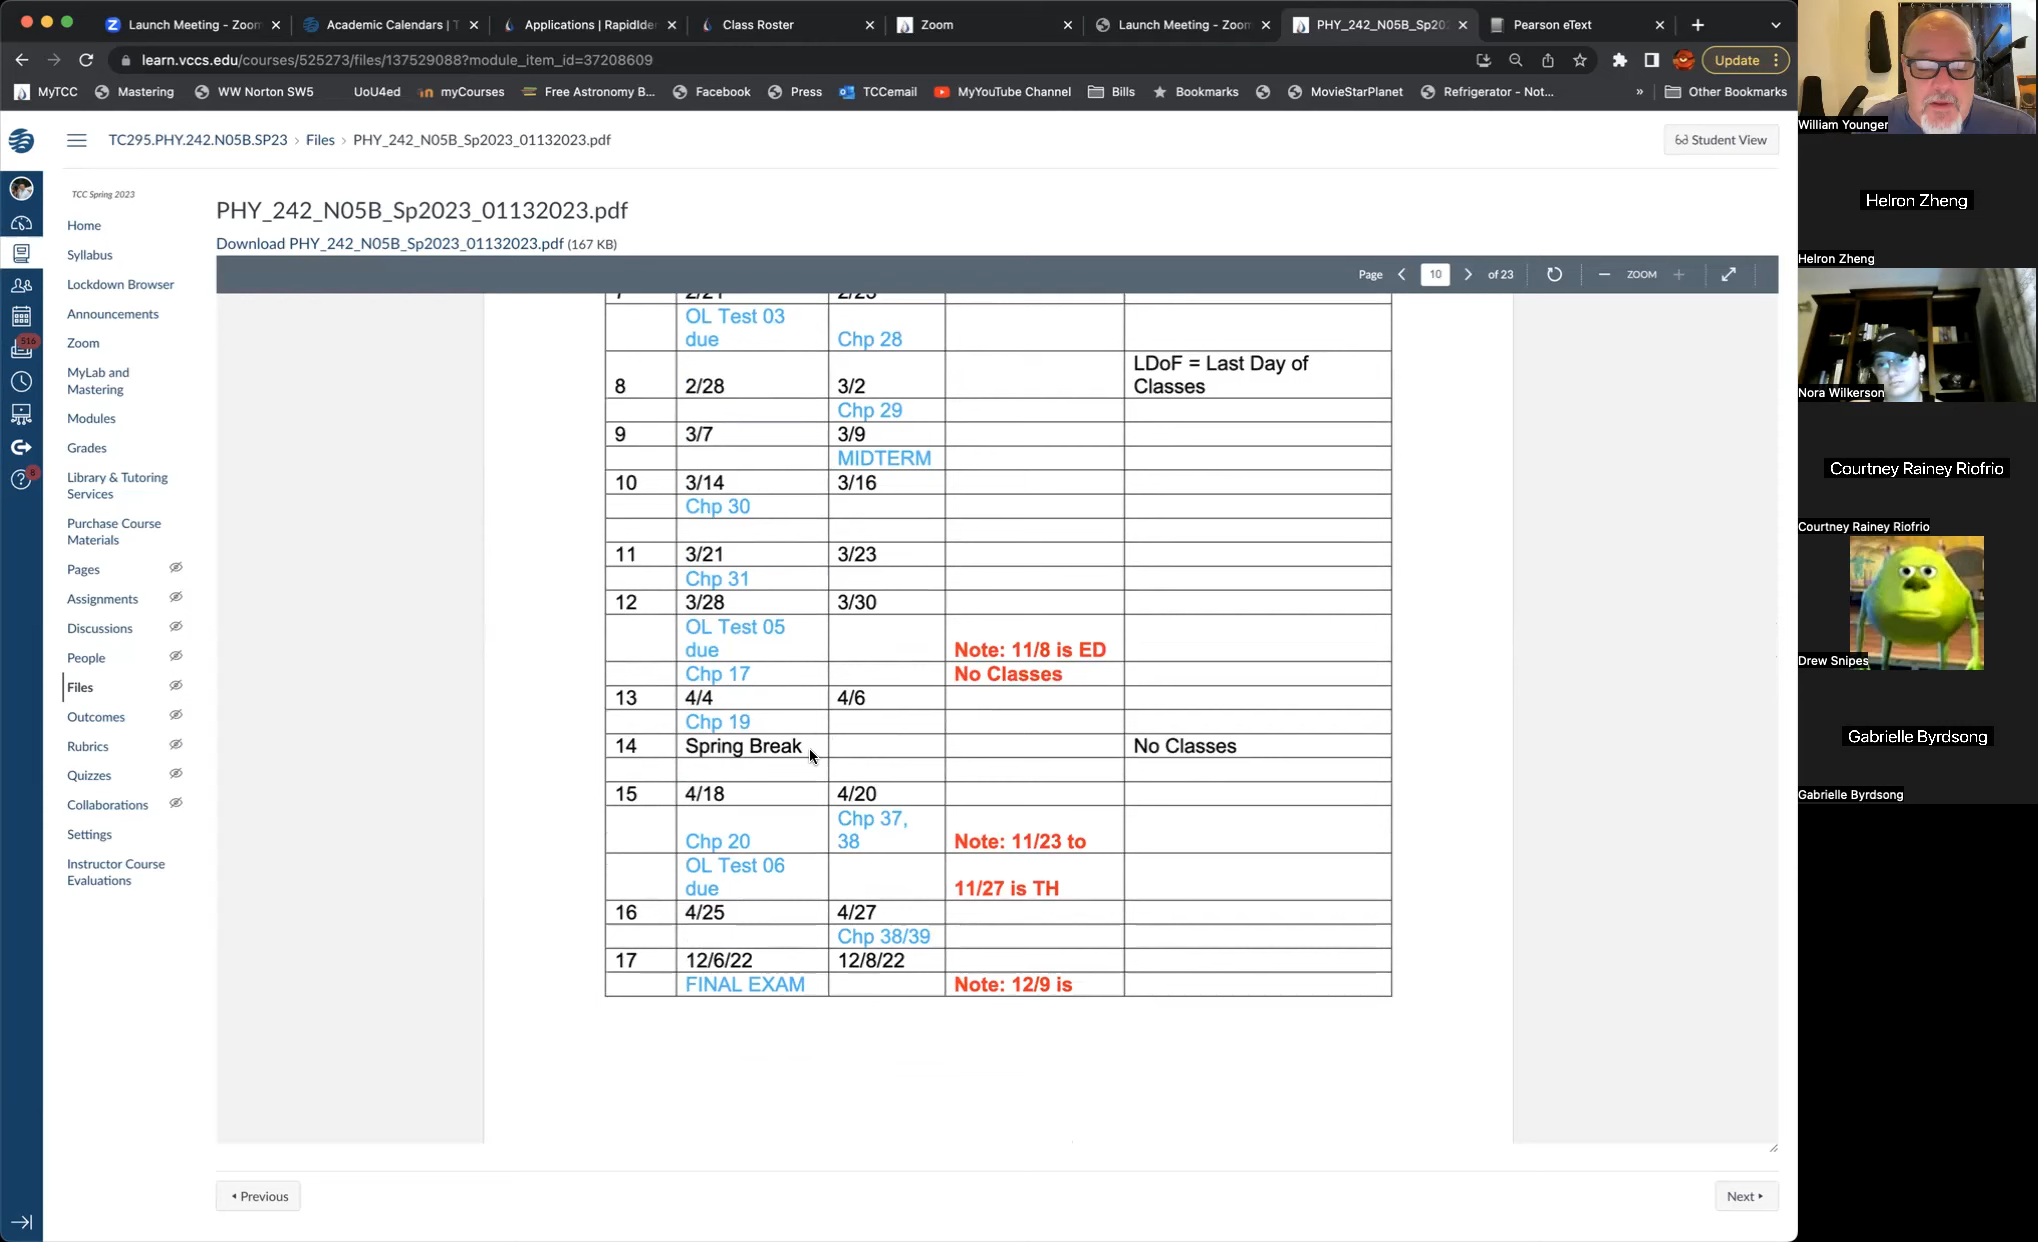 Launch Meeting - Zoom
Academic Calendars | T
Applications | RapidIde
Class Roster
Zoom
Launch Meeting - Zoom
PHY_242_N05B_Sp20
Pearson eText
learn.vccs.edu/courses/525273/files/137529088?module_item_id=37208609
Update
MyTCC
Mastering
WW Norton SW5
UoU4ed
myCourses
Free Astronomy B...
Facebook
Press
TCCemail
MyYouTube Channel
Bills
Bookmarks
MovieStarPlanet
Refrigerator - Not...
»
Other Bookmarks
TC295.PHY.242.N05B.SP23 › Files › PHY_242_N05B_Sp2023_01132023.pdf
Student View
516
8
TCC Spring 2023
Home
Syllabus
Lockdown Browser
Announcements
Zoom
MyLab and
Mastering
Modules
Grades
Library & Tutoring
Services
Purchase Course
Materials
Pages
Assignments
Discussions
People
Files
Outcomes
Rubrics
Quizzes
Collaborations
Settings
Instructor Course
Evaluations
PHY_242_N05B_Sp2023_01132023.pdf
Download PHY_242_N05B_Sp2023_01132023.pdf (167 KB)
Page 10 of 23 ZOOM
7 2/21 2/23
OL Test 03
due Chp 28
LDoF = Last Day of
8 2/28 3/2 Classes
Chp 29
9 3/7 3/9
MIDTERM
10 3/14 3/16
Chp 30
11 3/21 3/23
Chp 31
12 3/28 3/30
OL Test 05
due Note: 11/8 is ED
Chp 17 No Classes
13 4/4 4/6
Chp 19
14 Spring Break No Classes
15 4/18 4/20
Chp 37,
Chp 20 38 Note: 11/23 to
OL Test 06
due 11/27 is TH
16 4/25 4/27
Chp 38/39
17 12/6/22 12/8/22
FINAL EXAM Note: 12/9 is
Previous
Next
William Younger
Helron Zheng
Helron Zheng
Nora Wilkerson
Courtney Rainey Riofrio
Courtney Rainey Riofrio
Drew Snipes
Gabrielle Byrdsong
Gabrielle Byrdsong